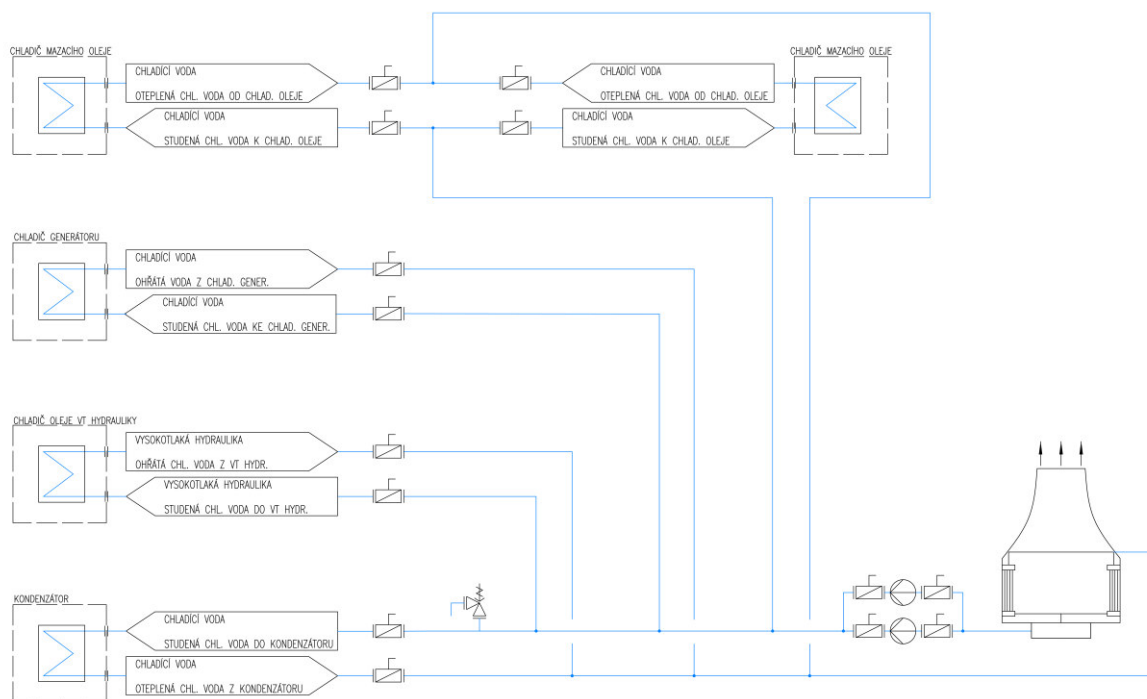 CHLADIČ MAZACÍHO OLEJE
CHLADÍCÍ VODA
OTEPLENÁ CHL. VODA OD CHLAD. OLEJE
CHLADÍCÍ VODA
STUDENÁ CHL. VODA K CHLAD. OLEJE
CHLADIČ MAZACÍHO OLEJE
CHLADÍCÍ VODA
OTEPLENÁ CHL. VODA OD CHLAD. OLEJE
CHLADÍCÍ VODA
STUDENÁ CHL. VODA K CHLAD. OLEJE
CHLADIČ GENERÁTORU
CHLADÍCÍ VODA
OHŘÁTÁ VODA Z CHLAD. GENER.
CHLADÍCÍ VODA
STUDENÁ CHL. VODA KE CHLAD. GENER.
CHLADIČ OLEJE VT HYDRAULIKY
VYSOKOTLAKÁ HYDRAULIKA
OHŘÁTÁ CHL. VODA Z VT HYDR.
VYSOKOTLAKÁ HYDRAULIKA
STUDENÁ CHL. VODA DO VT HYDR.
KONDENZÁTOR
CHLADÍCÍ VODA
STUDENÁ CHL. VODA DO KONDENZÁTORU
CHLADÍCÍ VODA
OTEPLENÁ CHL. VODA Z KONDENZÁTORU